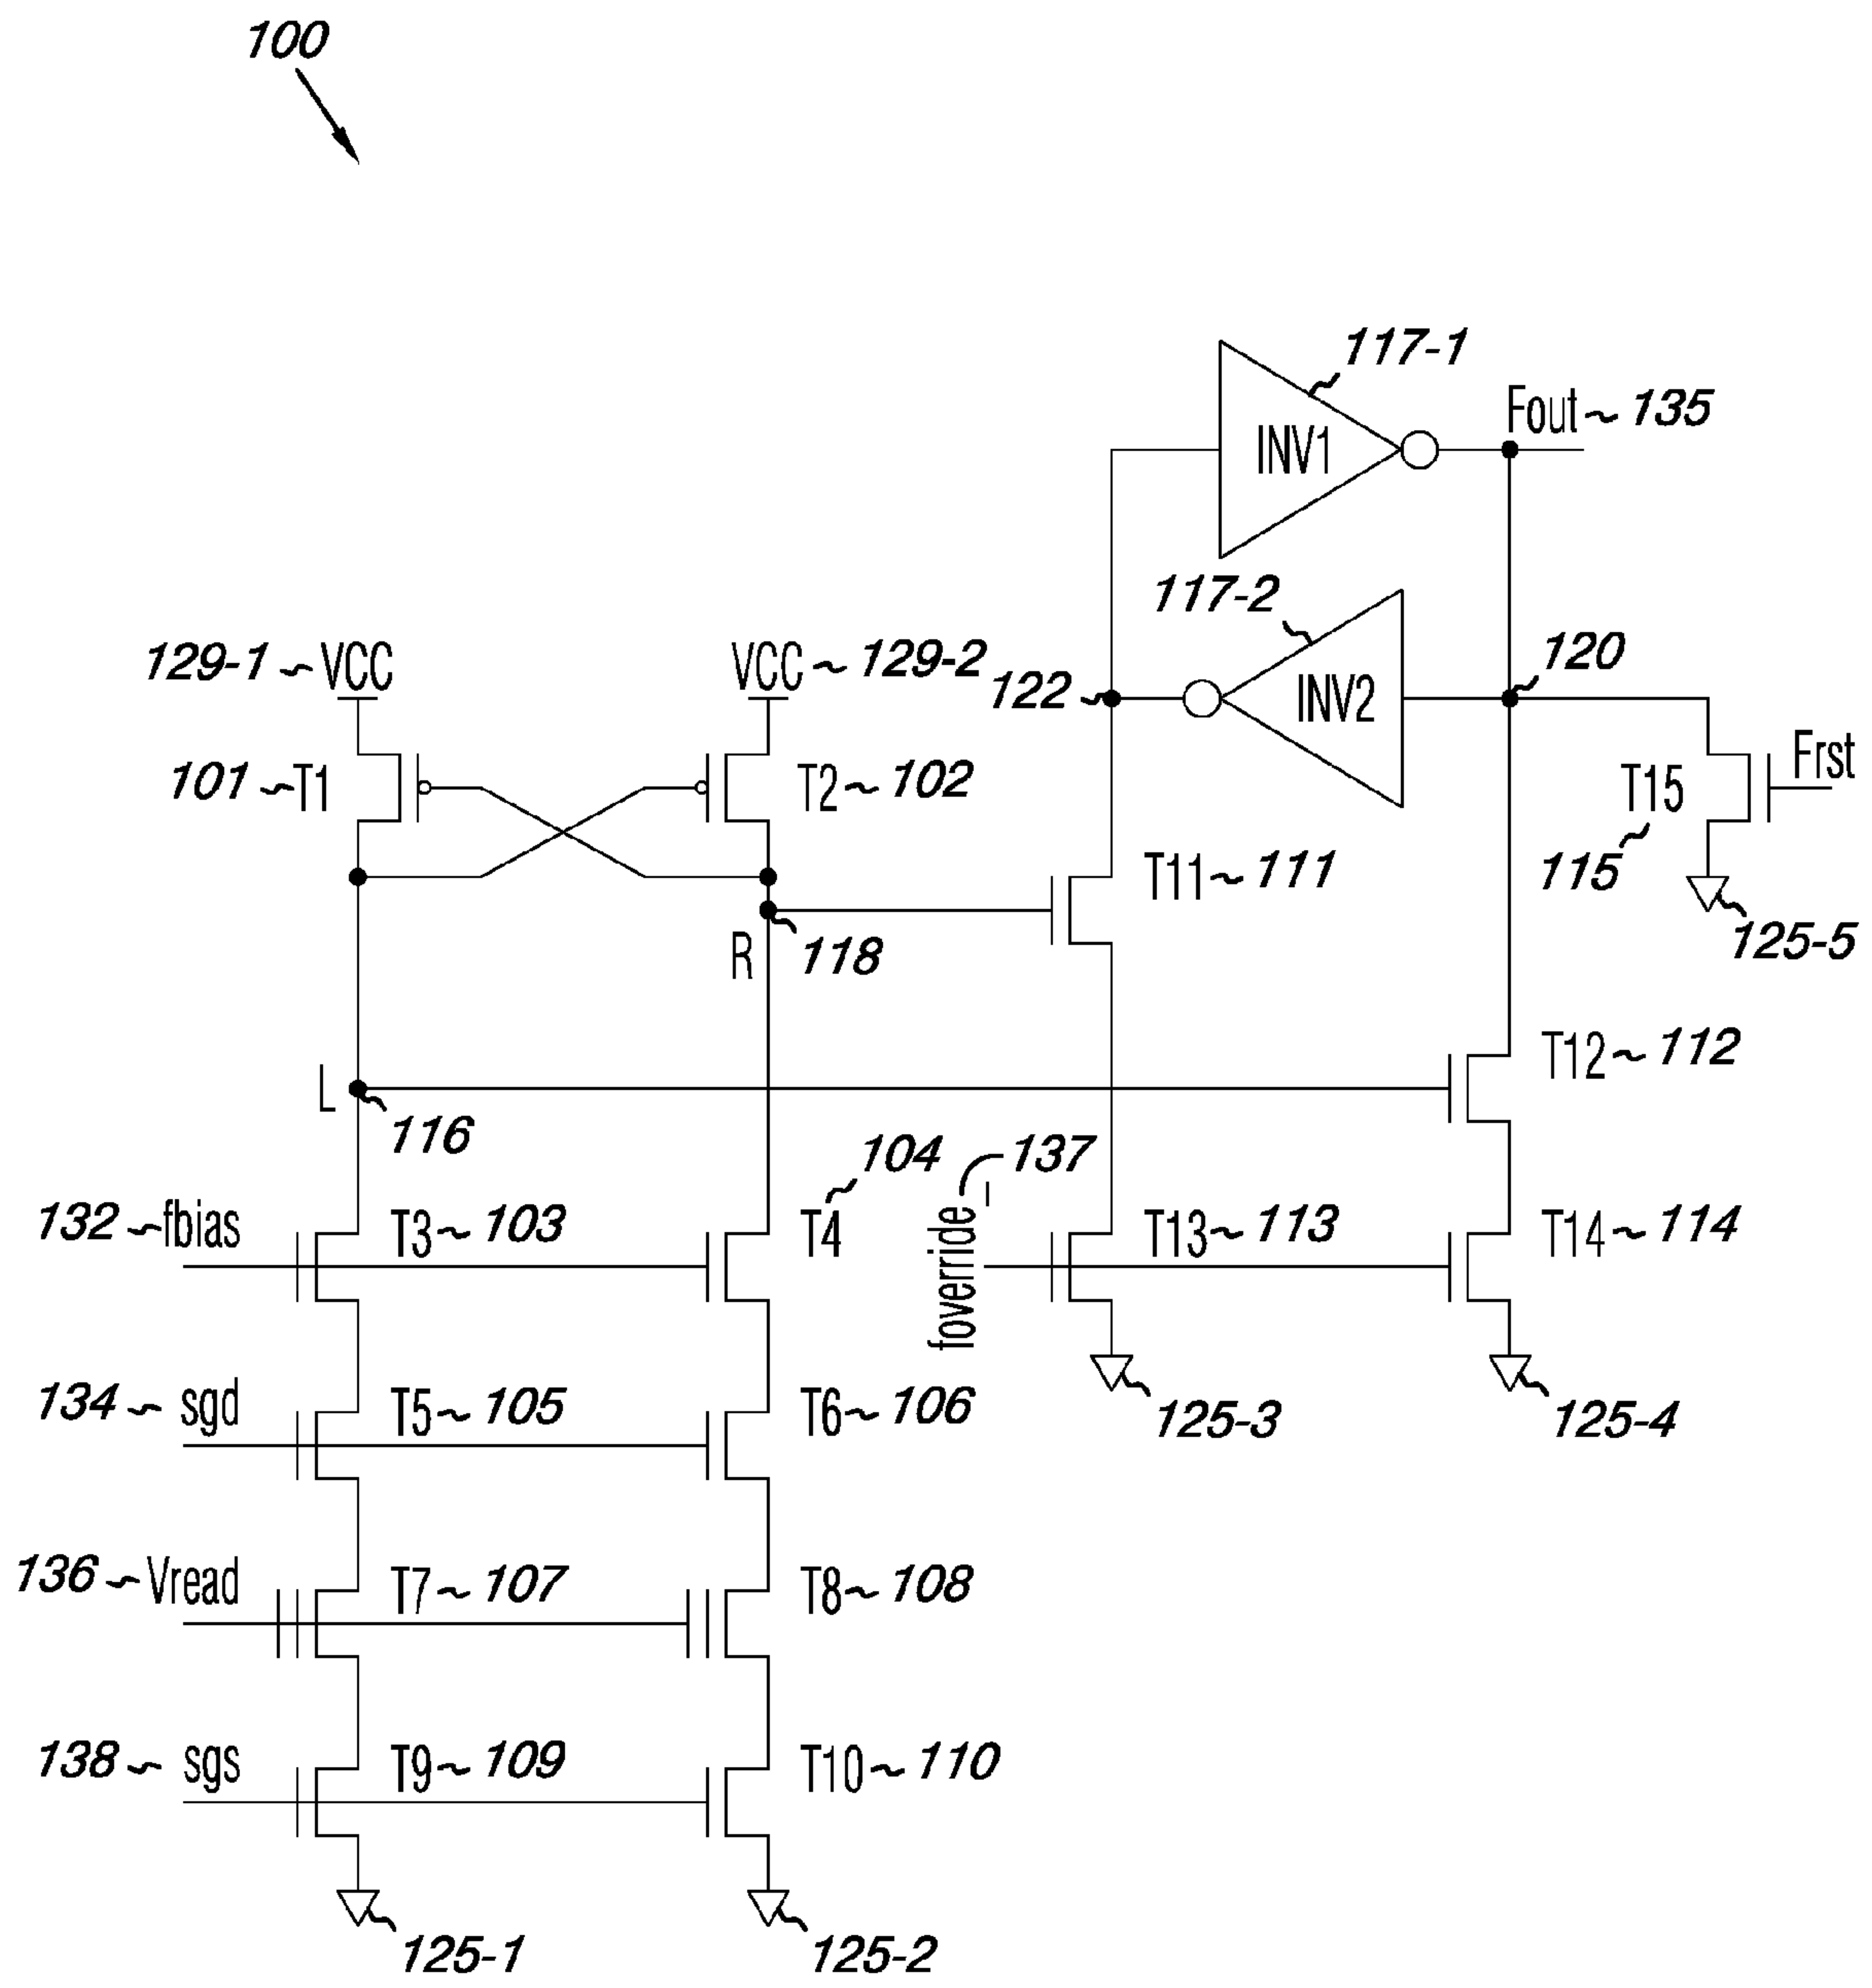 100
117-1
Fout ~ 135
INV1
117-2
129-1 ~ VCC
VCC ~ 129-2
122
INV2
120
101 ~ T1
T2 ~ 102
T15
Frst
115
T11 ~ 111
125-5
R
118
T12 ~ 112
L
116
104
137
132 ~ fbias
T3 ~ 103
T4
foverride_
T13 ~ 113
T14 ~ 114
134 ~ sgd
T5 ~ 105
T6 ~ 106
125-3
125-4
136 ~ Vread
T7 ~ 107
T8 ~ 108
138 ~ sgs
T9 ~ 109
T10 ~ 110
125-1
125-2